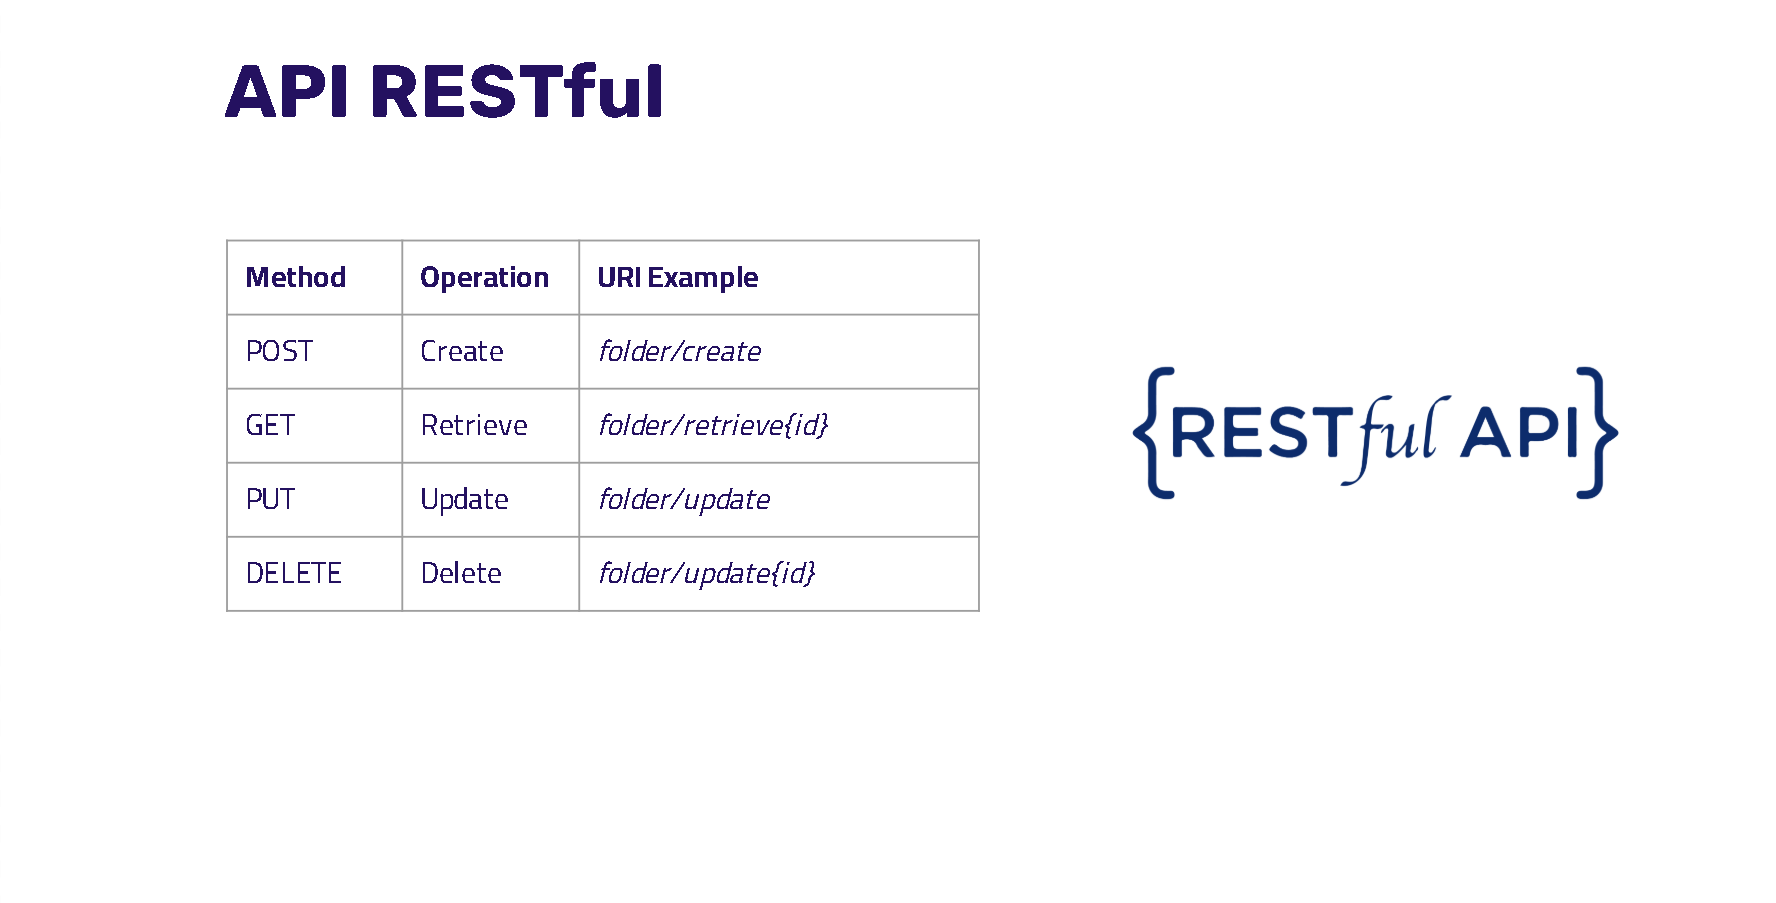 API RESTful
Method Operation URI Example
POST Create folder/create
GET Retrieve folder/retrieve{id}
PUT Update folder/update
DELETE Delete folder/update{id}
{RESTful API}